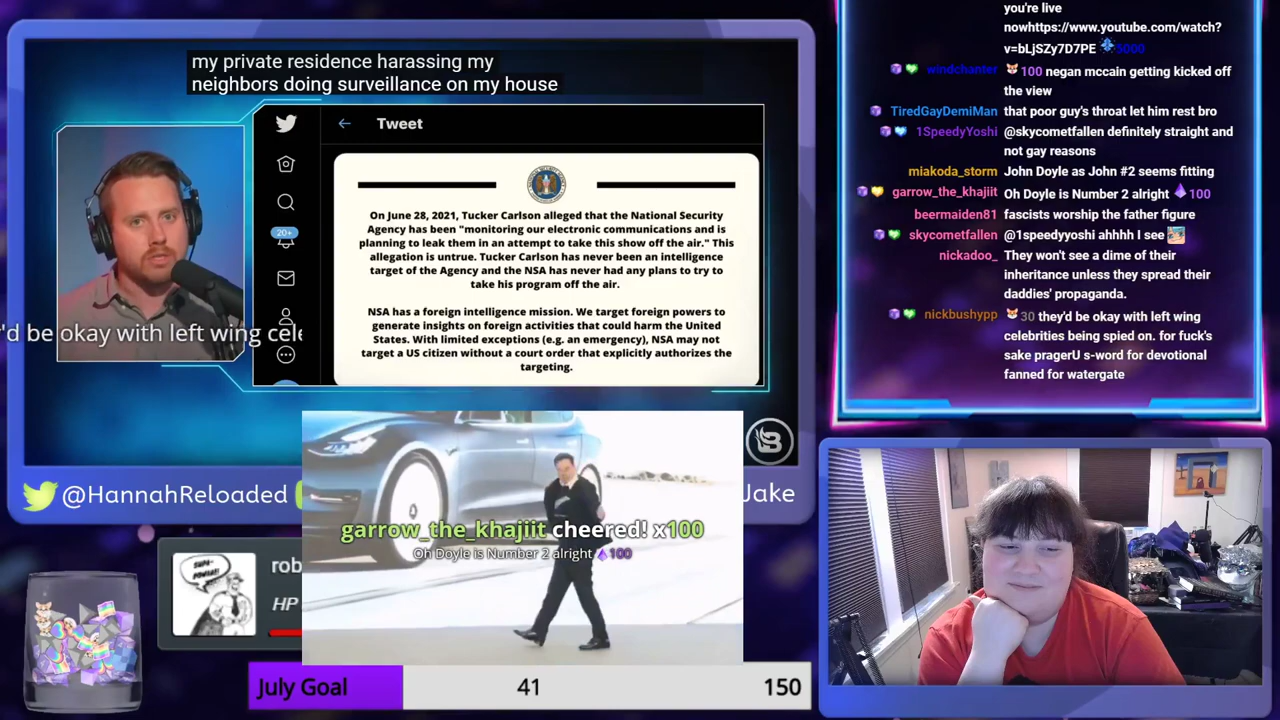 my private residence harassing my
neighbors doing surveillance on my house
Tweet
20+
On June 28, 2021, Tucker Carlson alleged that the National Security
Agency has been "monitoring our electronic communications and is
planning to leak them in an attempt to take this show off the air." This
allegation is untrue. Tucker Carlson has never been an intelligence
target of the Agency and the NSA has never had any plans to try to
take his program off the air.
NSA has a foreign intelligence mission. We target foreign powers to
generate insights on foreign activities that could harm the United
States. With limited exceptions (e.g. an emergency), NSA may not
target a US citizen without a court order that explicitly authorizes the
targeting.
'd be okay with left wing cele
B
@HannahReloaded
Jake
garrow_the_khajiit cheered! x100
Oh Doyle is Number 2 alright 100
rob
HP
July Goal 41 150
you're live
nowhttps://www.youtube.com/watch?
v=bLjSZy7D7PE 5000
windchanter 100 negan mccain getting kicked off
the view
TiredGayDemiMan that poor guy's throat let him rest bro
1SpeedyYoshi @skycometfallen definitely straight and
not gay reasons
miakoda_storm John Doyle as John #2 seems fitting
garrow_the_khajiit Oh Doyle is Number 2 alright 100
beermaiden81 fascists worship the father figure
skycometfallen @1speedyyoshi ahhhh I see
nickadoo_ They won't see a dime of their
inheritance unless they spread their
daddies' propaganda.
nickbushypp 30 they'd be okay with left wing
celebrities being spied on. for fuck's
sake pragerU s-word for devotional
fanned for watergate